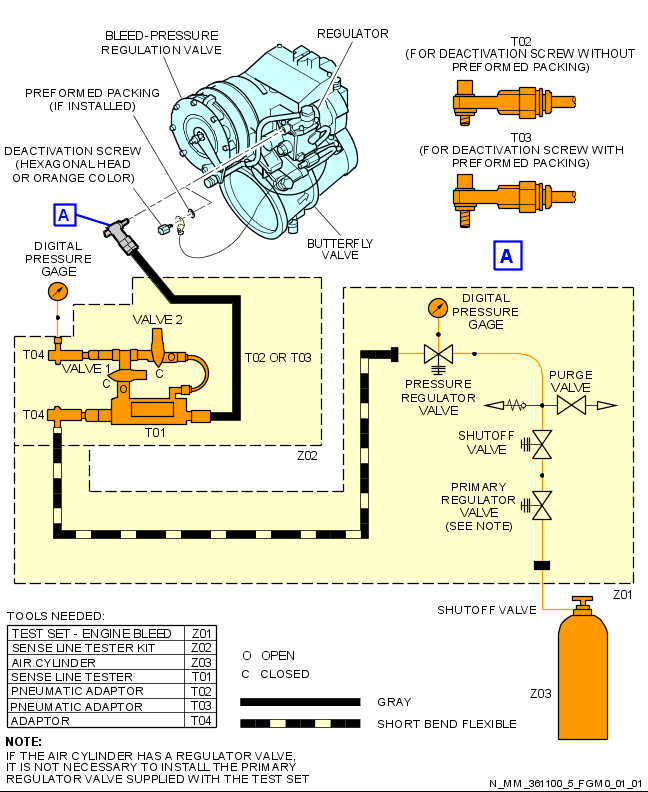 BLEED-PRESSURE
REGULATION VALVE
REGULATOR
T02
(FOR DEACTIVATION SCREW WITHOUT
PREFORMED PACKING)
PREFORMED PACKING
(IF INSTALLED)
T03
(FOR DEACTIVATION SCREW WITH
PREFORMED PACKING)
DEACTIVATION SCREW
(HEXAGONAL HEAD
OR ORANGE COLOR)
A
BUTTERFLY
VALVE
A
DIGITAL
PRESSURE
GAGE
DIGITAL
PRESSURE
GAGE
VALVE 2
T04
VALVE 1
C
C
T02 OR T03
PRESSURE
REGULATOR
VALVE
PURGE
VALVE
T04
T01
Z02
SHUTOFF
VALVE
PRIMARY
REGULATOR
VALVE
(SEE NOTE)
Z01
SHUTOFF VALVE
Z03
TOOLS NEEDED:
TEST SET - ENGINE BLEED Z01
SENSE LINE TESTER KIT Z02
AIR CYLINDER Z03
SENSE LINE TESTER T01
PNEUMATIC ADAPTOR T02
PNEUMATIC ADAPTOR T03
ADAPTOR T04
O OPEN
C CLOSED
GRAY
SHORT BEND FLEXIBLE
NOTE:
IF THE AIR CYLINDER HAS A REGULATOR VALVE,
IT IS NOT NECESSARY TO INSTALL THE PRIMARY
REGULATOR VALVE SUPPLIED WITH THE TEST SET
N_MM_361100_5_FGM0_01_01